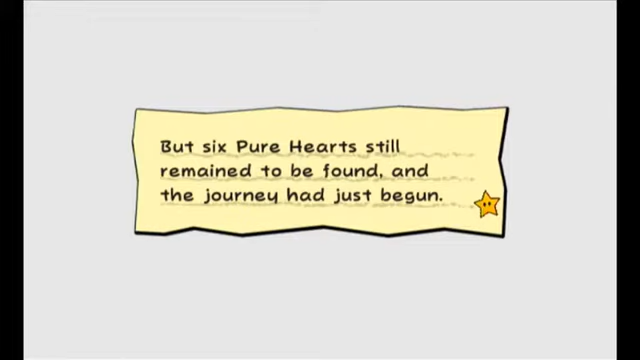 But six Pure Hearts still
remained to be found, and
the journey had just begun.